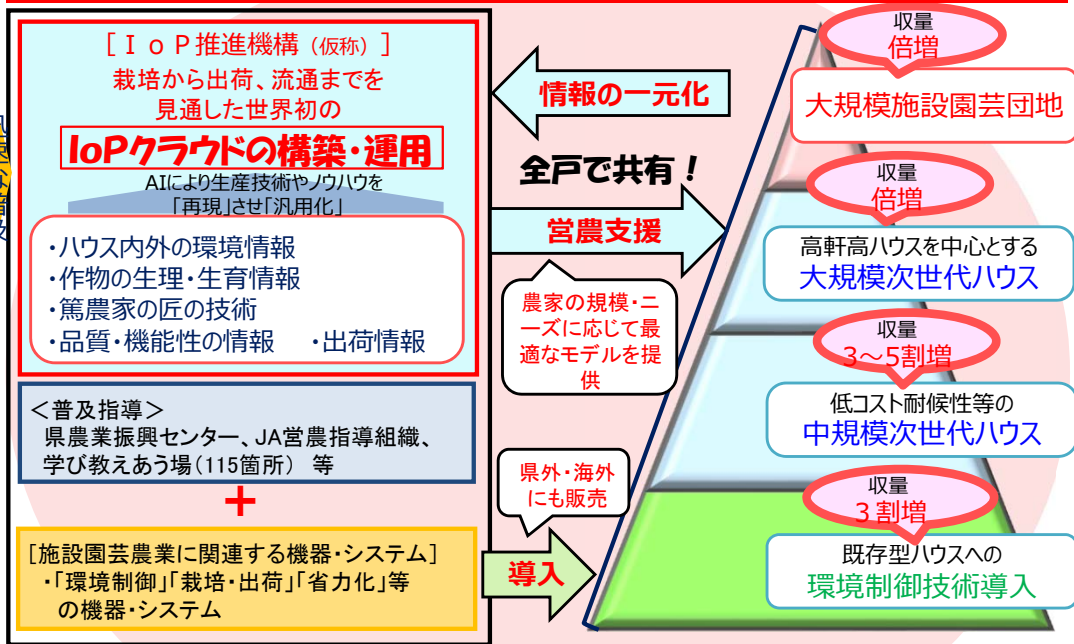 [ＩｏＰ推進機構（仮称）]
栽培から出荷、流通までを
見通した世界初の
IoPクラウドの構築・運用
AIにより生産技術やノウハウを
「再現」させ「汎用化」
・ハウス内外の環境情報
・作物の生理・生育情報
・篤農家の匠の技術
・品質・機能性の情報　・出荷情報
＜普及指導＞
県農業振興センター、JA営農指導組織、
学び教えあう場（115箇所） 等
＋
[施設園芸農業に関連する機器・システム]
・「環境制御」「栽培・出荷」「省力化」等
の機器・システム
情報の一元化
全戸で共有！
営農支援
農家の規模・ニ
ーズに応じて最
適なモデルを提
供
県外・海外
にも販売
導入
収量
倍増
大規模施設園芸団地
収量
倍増
高軒高ハウスを中心とする
大規模次世代ハウス
収量
3～5割増
低コスト耐候性等の
中規模次世代ハウス
収量
３割増
既存型ハウスへの
環境制御技術導入